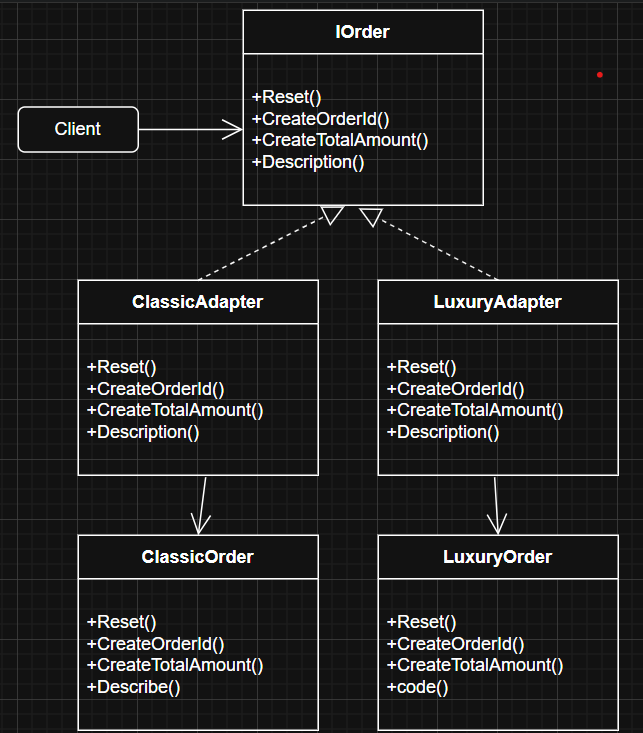 IOrder
+Reset()
+CreateOrderId()
+CreateTotalAmount()
+Description()
Client
ClassicAdapter
+Reset()
+CreateOrderId()
+CreateTotalAmount()
+Description()
LuxuryAdapter
+Reset()
+CreateOrderId()
+CreateTotalAmount()
+Description()
ClassicOrder
+Reset()
+CreateOrderId()
+CreateTotalAmount()
+Describe()
LuxuryOrder
+Reset()
+CreateOrderId()
+CreateTotalAmount()
+code()